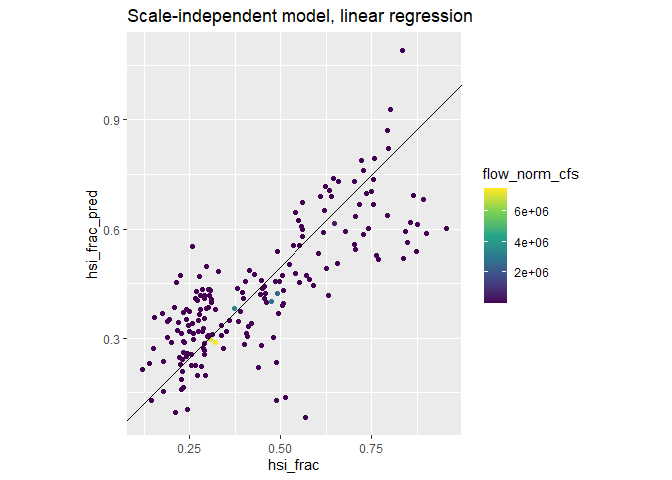 Scale-independent model, linear regression
hsi_frac_pred
0.9
0.6
0.3
0.25
0.50
0.75
hsi_frac
flow_norm_cfs
6e+06
4e+06
2e+06